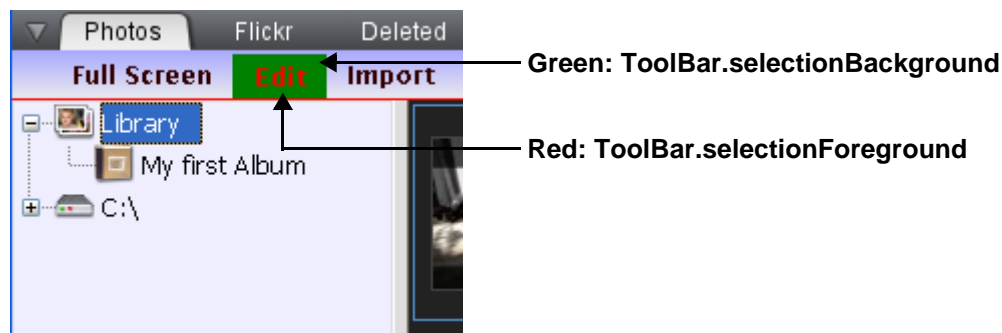 Photos Flickr Deleted
Full Screen Edit Import
Green: ToolBar.selectionBackground
Library
Red: ToolBar.selectionForeground
My first Album
C:\